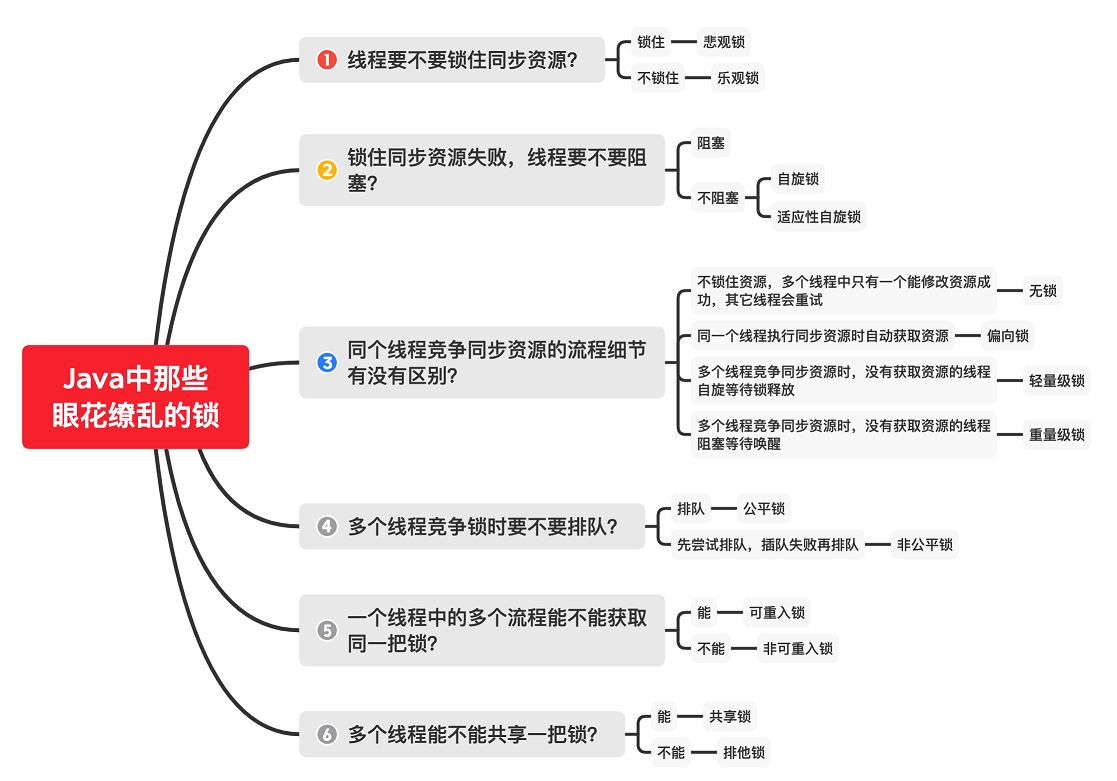 Java中那些
眼花缭乱的锁
1 线程要不要锁住同步资源？
锁住
悲观锁
不锁住
乐观锁
2 锁住同步资源失败，线程要不要阻
塞？
阻塞
不阻塞
自旋锁
适应性自旋锁
3 同个线程竞争同步资源的流程细节
有没有区别？
不锁住资源，多个线程中只有一个能修改资源成
功，其它线程会重试
无锁
同一个线程执行同步资源时自动获取资源
偏向锁
多个线程竞争同步资源时，没有获取资源的线程
自旋等待锁释放
轻量级锁
多个线程竞争同步资源时，没有获取资源的线程
阻塞等待唤醒
重量级锁
4 多个线程竞争锁时要不要排队？
排队
公平锁
先尝试排队，插队失败再排队
非公平锁
5 一个线程中的多个流程能不能获取
同一把锁？
能
可重入锁
不能
非可重入锁
6 多个线程能不能共享一把锁？
能
共享锁
不能
排他锁